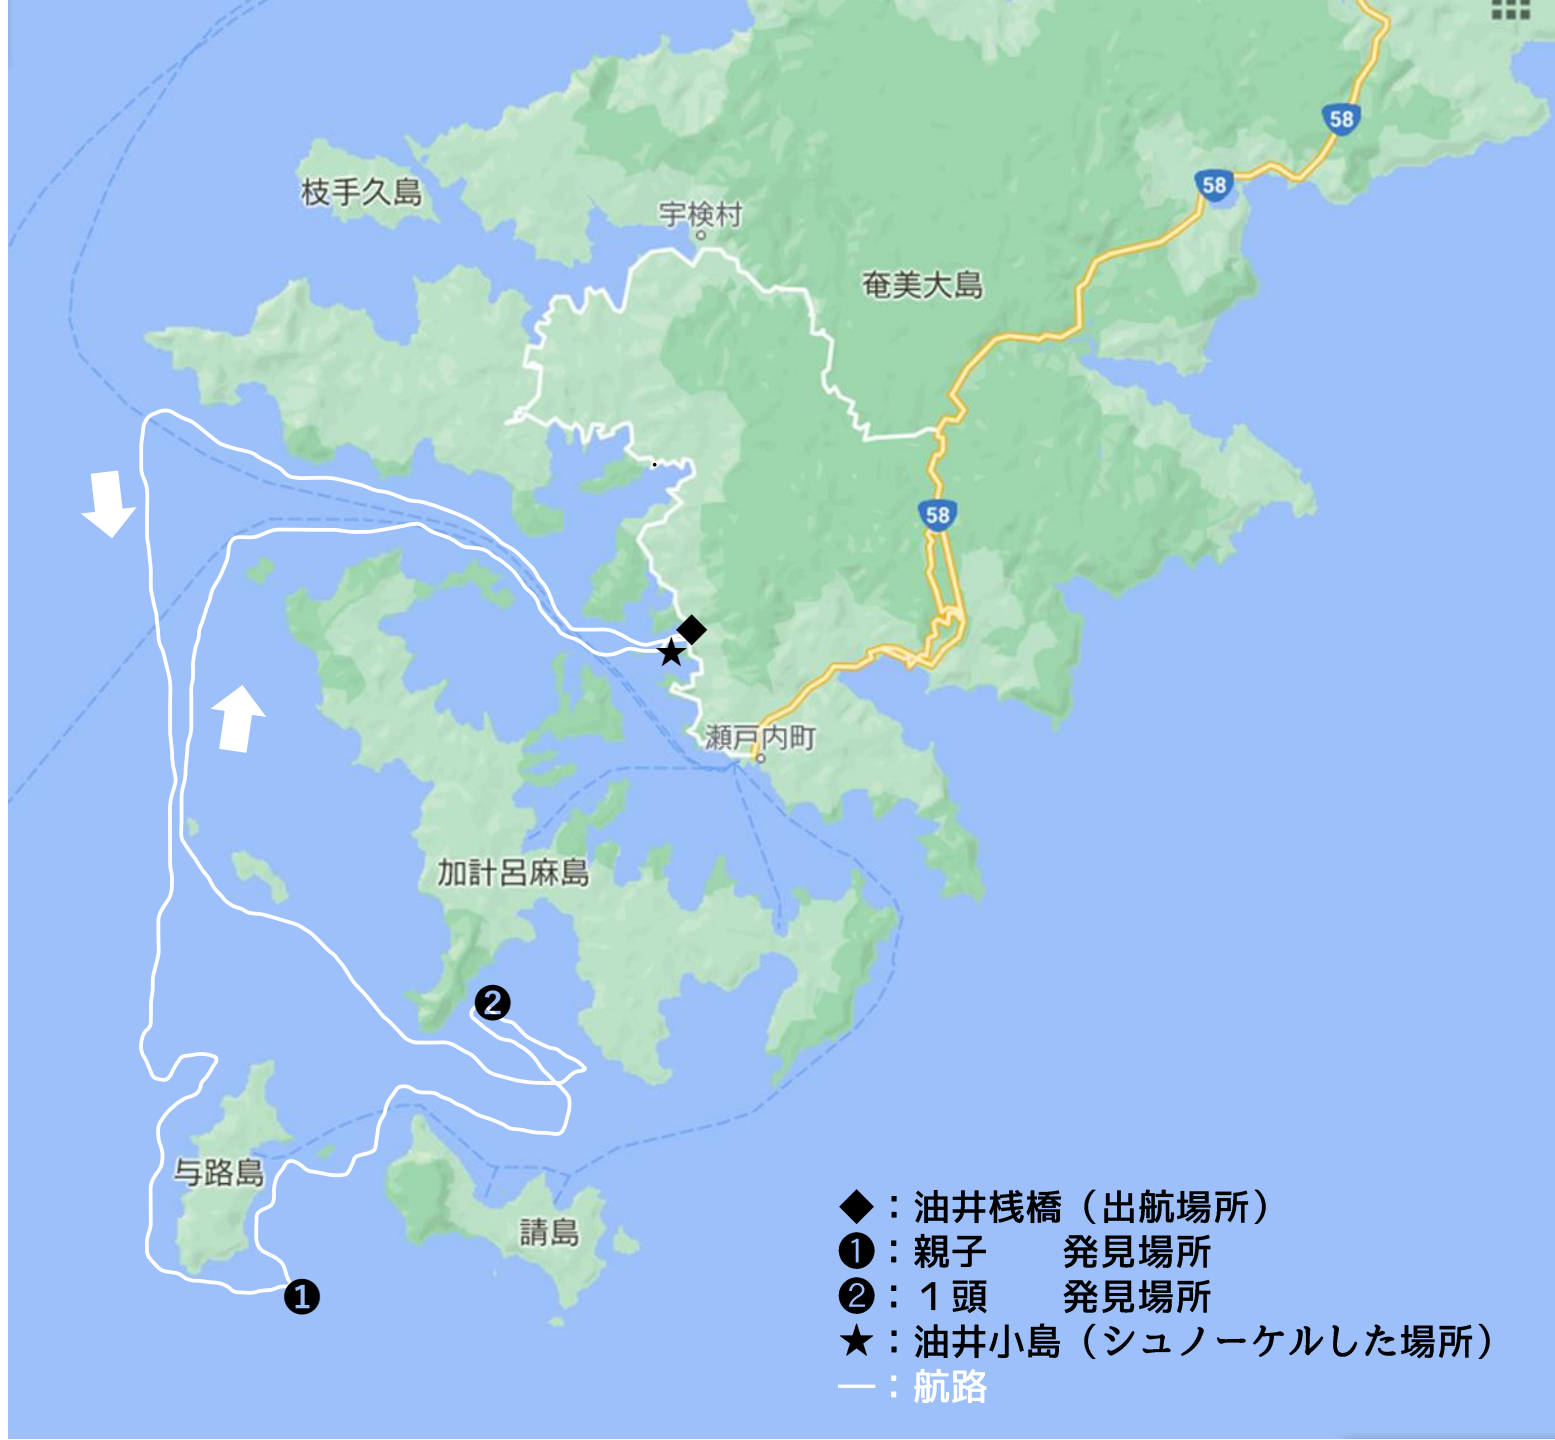 58
58
枝手久島
宇検村
奄美大島
58
瀬戸内町
加計呂麻島
❷
与路島
請島
❶
◆：油井桟橋（出航場所）
❶：親子　　発見場所
❷：１頭　　発見場所
★：油井小島（シュノーケルした場所）
―：航路